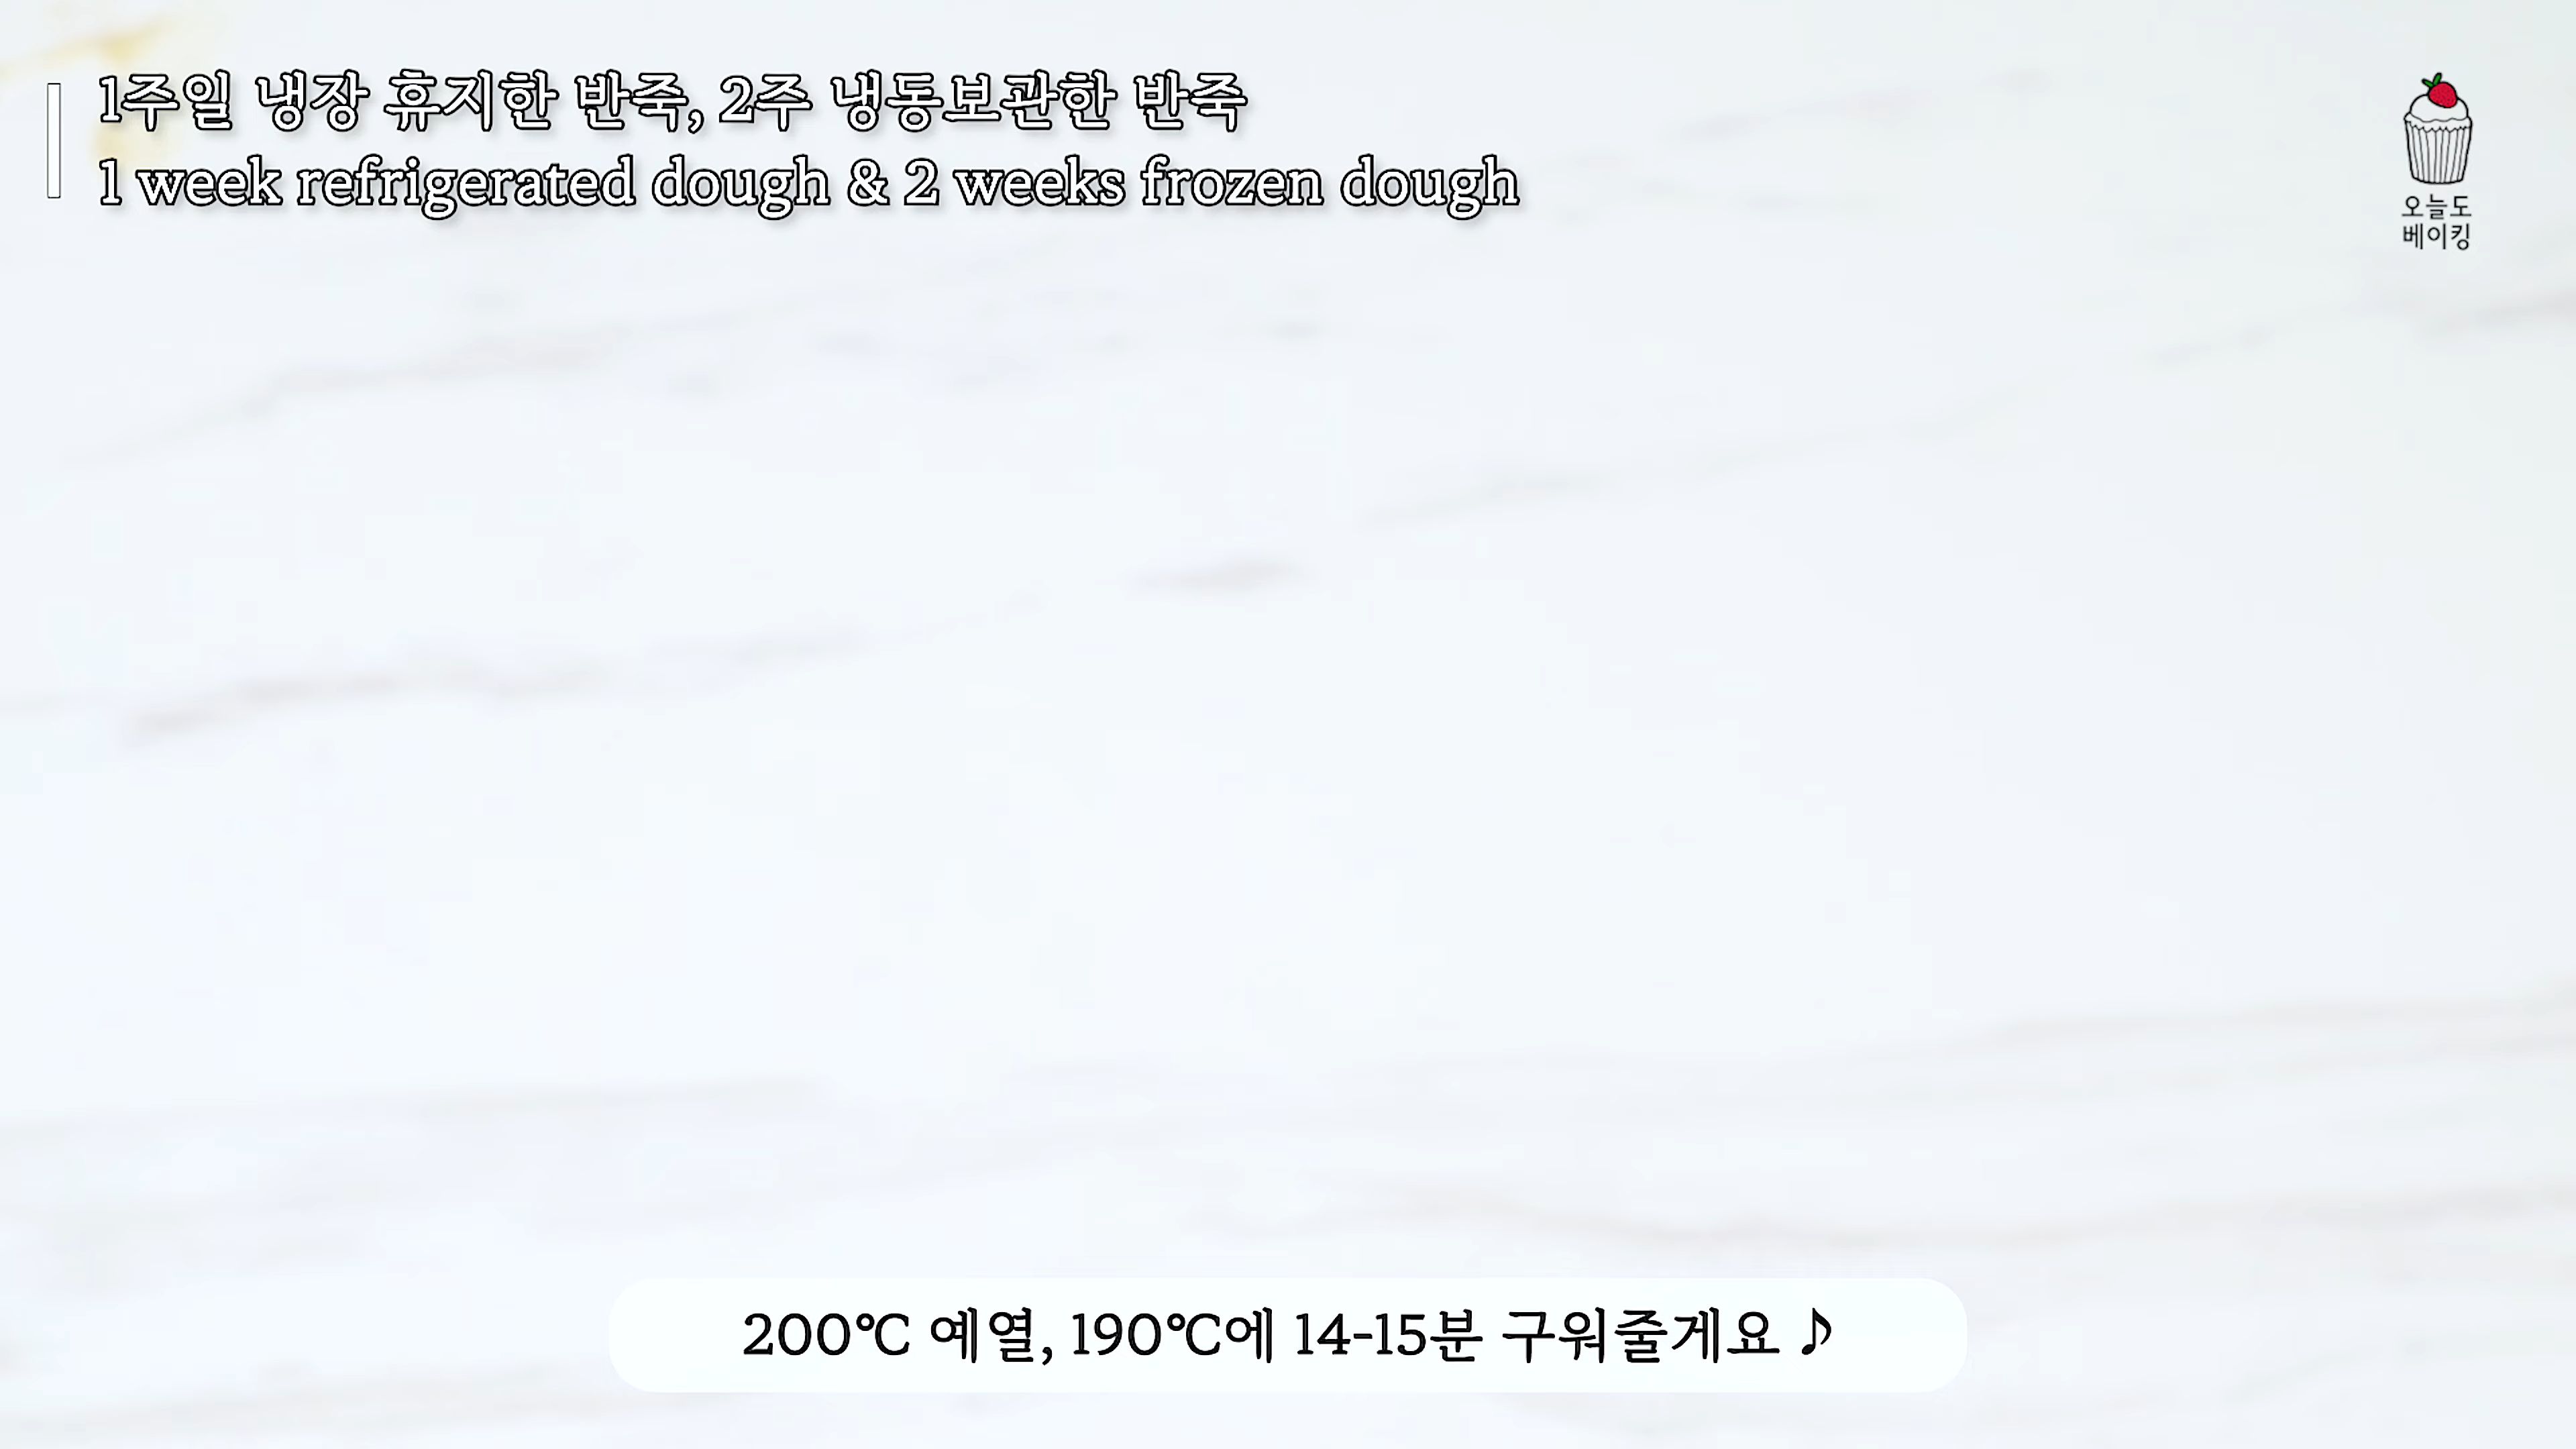 1주일 냉장 휴지한 반죽, 2주 냉동보관한 반죽
1 week refrigerated dough & 2 weeks frozen dough
오늘도
베이킹
200℃ 예열, 190℃에 14-15분 구워줄게요 ♪